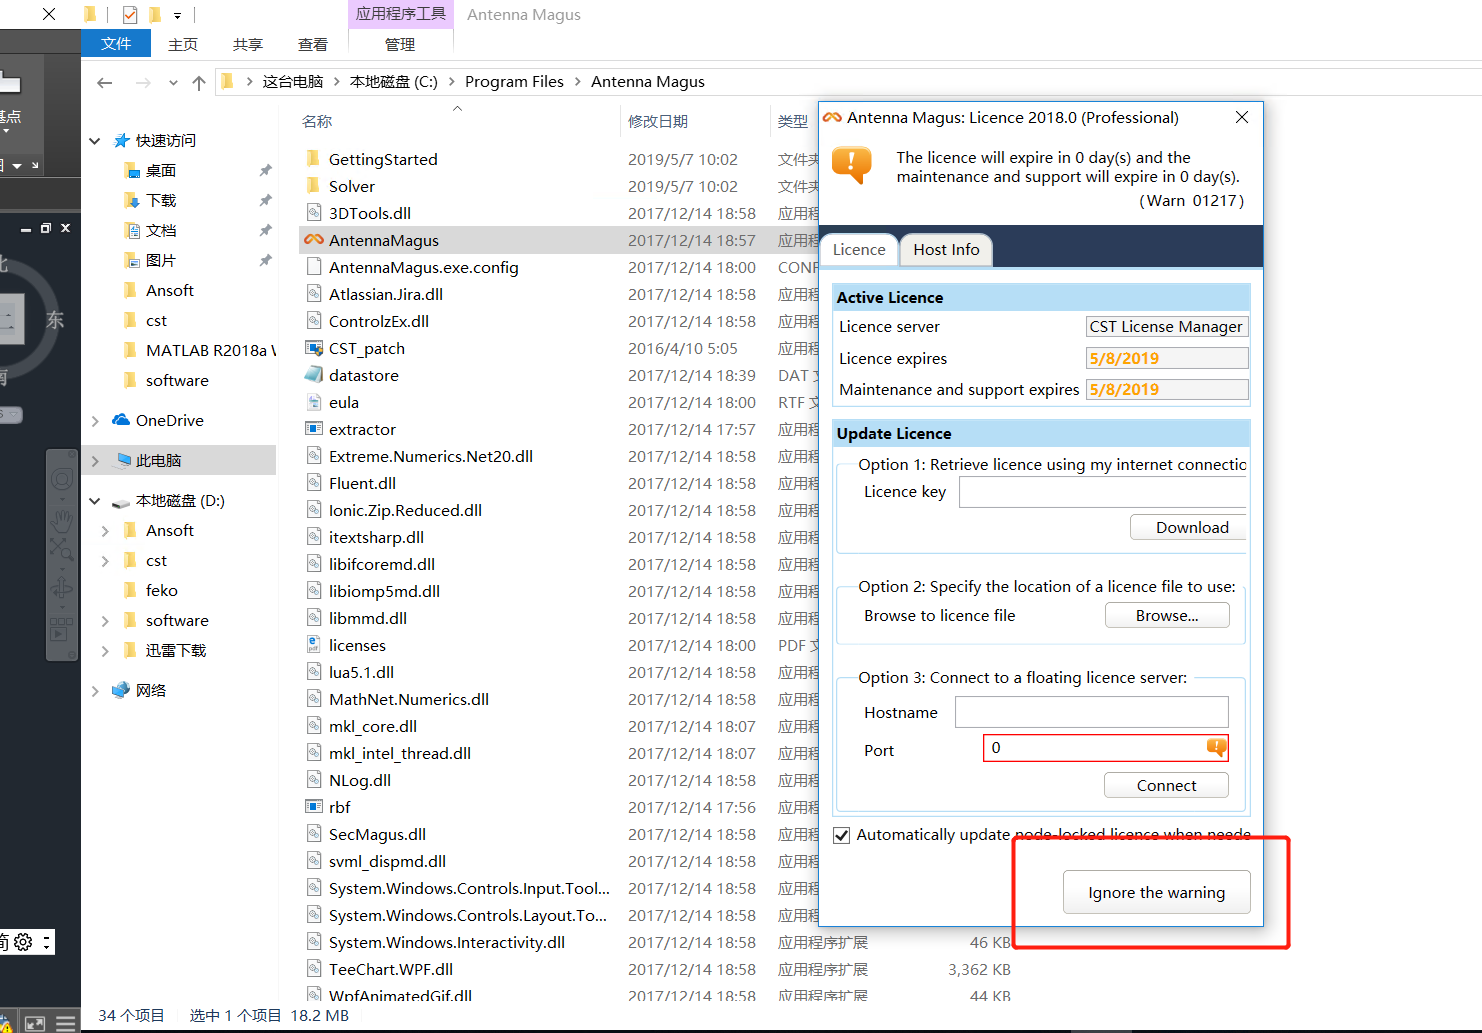 应用程序工具 Antenna Magus
文件 主页 共享 查看 管理
这台电脑 本地磁盘 (C:) Program Files Antenna Magus
名称 修改日期 类型
快速访问
桌面
下载
文档
图片
Ansoft
cst
MATLAB R2018a
software
OneDrive
此电脑
本地磁盘 (D:)
Ansoft
cst
feko
software
迅雷下载
网络
基点
东
南
简
GettingStarted 2019/5/7 10:02 文件夹
Solver 2019/5/7 10:02 文件夹
3DTools.dll 2017/12/14 18:58 应用程
AntennaMagus 2017/12/14 18:57 应用程
AntennaMagus.exe.config 2017/12/14 18:00 CONF
Atlassian.Jira.dll 2017/12/14 18:58 应用程
ControlzEx.dll 2017/12/14 18:58 应用程
CST_patch 2016/4/10 5:05 应用程
datastore 2017/12/14 18:39 DAT 文
eula 2017/12/14 18:00 RTF 文
extractor 2017/12/14 17:57 应用程
Extreme.Numerics.Net20.dll 2017/12/14 18:58 应用程
Fluent.dll 2017/12/14 18:58 应用程
Ionic.Zip.Reduced.dll 2017/12/14 18:58 应用程
itextsharp.dll 2017/12/14 18:58 应用程
libifcoremd.dll 2017/12/14 18:58 应用程
libiomp5md.dll 2017/12/14 18:58 应用程
libmmd.dll 2017/12/14 18:58 应用程
licenses 2017/12/14 18:00 PDF 文
lua5.1.dll 2017/12/14 18:58 应用程
MathNet.Numerics.dll 2017/12/14 18:58 应用程
mkl_core.dll 2017/12/14 18:07 应用程
mkl_intel_thread.dll 2017/12/14 18:07 应用程
NLog.dll 2017/12/14 18:58 应用程
rbf 2017/12/14 17:56 应用程
SecMagus.dll 2017/12/14 18:58 应用程
svml_dispmd.dll 2017/12/14 18:58 应用程
System.Windows.Controls.Input.Tool... 2017/12/14 18:58 应用程
System.Windows.Controls.Layout.To... 2017/12/14 18:58 应用程
System.Windows.Interactivity.dll 2017/12/14 18:58 应用程序扩展 46 KB
TeeChart.WPF.dll 2017/12/14 18:58 应用程序扩展 3,362 KB
WpfAnimatedGif.dll 2017/12/14 18:58 应用程序扩展 44 KB
34 个项目 选中 1 个项目 18.2 MB
Antenna Magus: Licence 2018.0 (Professional)
The licence will expire in 0 day(s) and the
maintenance and support will expire in 0 day(s).
(Warn 01217)
Licence Host Info
Active Licence
Licence server CST License Manager
Licence expires 5/8/2019
Maintenance and support expires 5/8/2019
Update Licence
Option 1: Retrieve licence using my internet connectio
Licence key
Download
Option 2: Specify the location of a licence file to use:
Browse to licence file Browse...
Option 3: Connect to a floating licence server:
Hostname
Port 0
Connect
Automatically update node-locked licence when neede
Ignore the warning